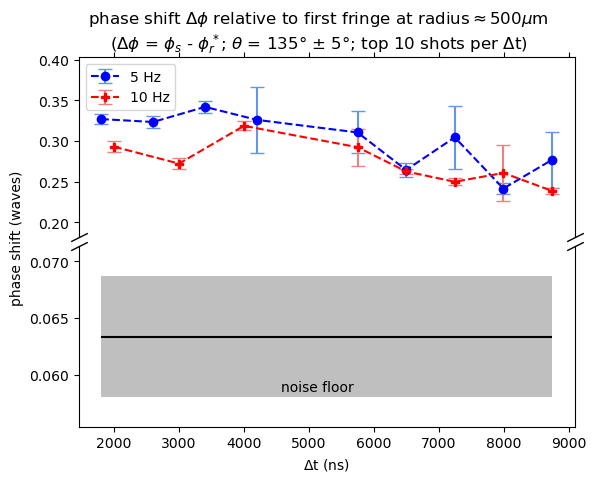 phase shift Δϕ relative to first fringe at radius≈500μm
(Δϕ = ϕs - ϕr*; θ = 135° ± 5°; top 10 shots per Δt)
5 Hz
10 Hz
0.40
0.35
0.30
0.25
0.20
0.070
0.065
0.060
phase shift (waves)
noise floor
2000 3000 4000 5000 6000 7000 8000 9000
Δt (ns)